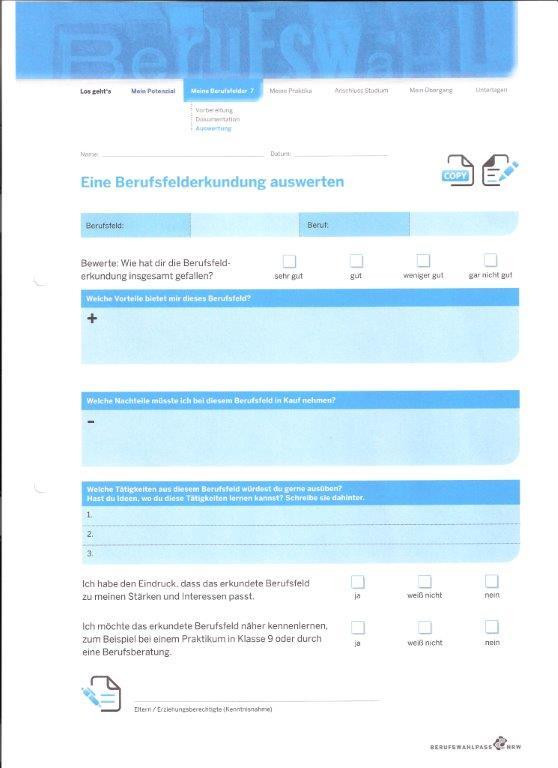 Berufswahl
Los geht's Mein Potenzial Meine Berufsfelder 7 Meine Praktika Anschluss Studium Mein Übergang Unterlagen
Vorbereitung
Dokumentation
Auswertung
Name: Datum:
Eine Berufsfelderkundung auswerten
COPY
Berufsfeld: Beruf:
Bewerte: Wie hat dir die Berufsfeld-
erkundung insgesamt gefallen?
sehr gut gut weniger gut gar nicht gut
Welche Vorteile bietet mir dieses Berufsfeld?
+
Welche Nachteile müsste ich bei diesem Berufsfeld in Kauf nehmen?
-
Welche Tätigkeiten aus diesem Berufsfeld würdest du gerne ausüben?
Hast du Ideen, wo du diese Tätigkeiten lernen kannst? Schreibe sie dahinter.
1.
2.
3.
Ich habe den Eindruck, dass das erkundete Berufsfeld
zu meinen Stärken und Interessen passt.
ja weiß nicht nein
Ich möchte das erkundete Berufsfeld näher kennenlernen,
zum Beispiel bei einem Praktikum in Klasse 9 oder durch
eine Berufsberatung.
ja weiß nicht nein
Eltern / Erziehungsberechtigte (Kenntnisnahme)
BERUFSWAHLPASS NRW